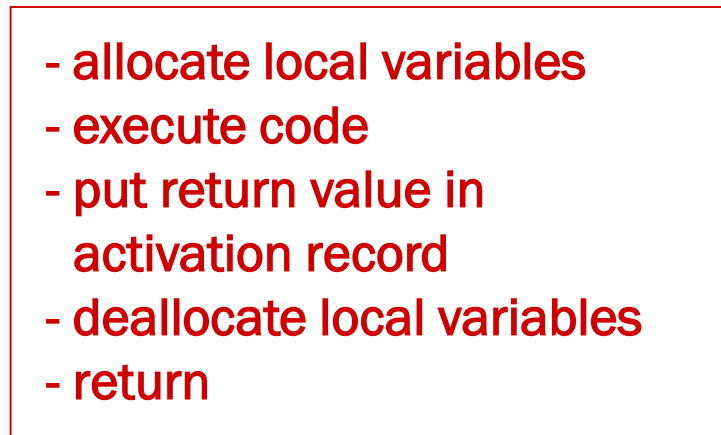 - allocate local variables
- execute code
- put return value in
activation record
- deallocate local variables
- return